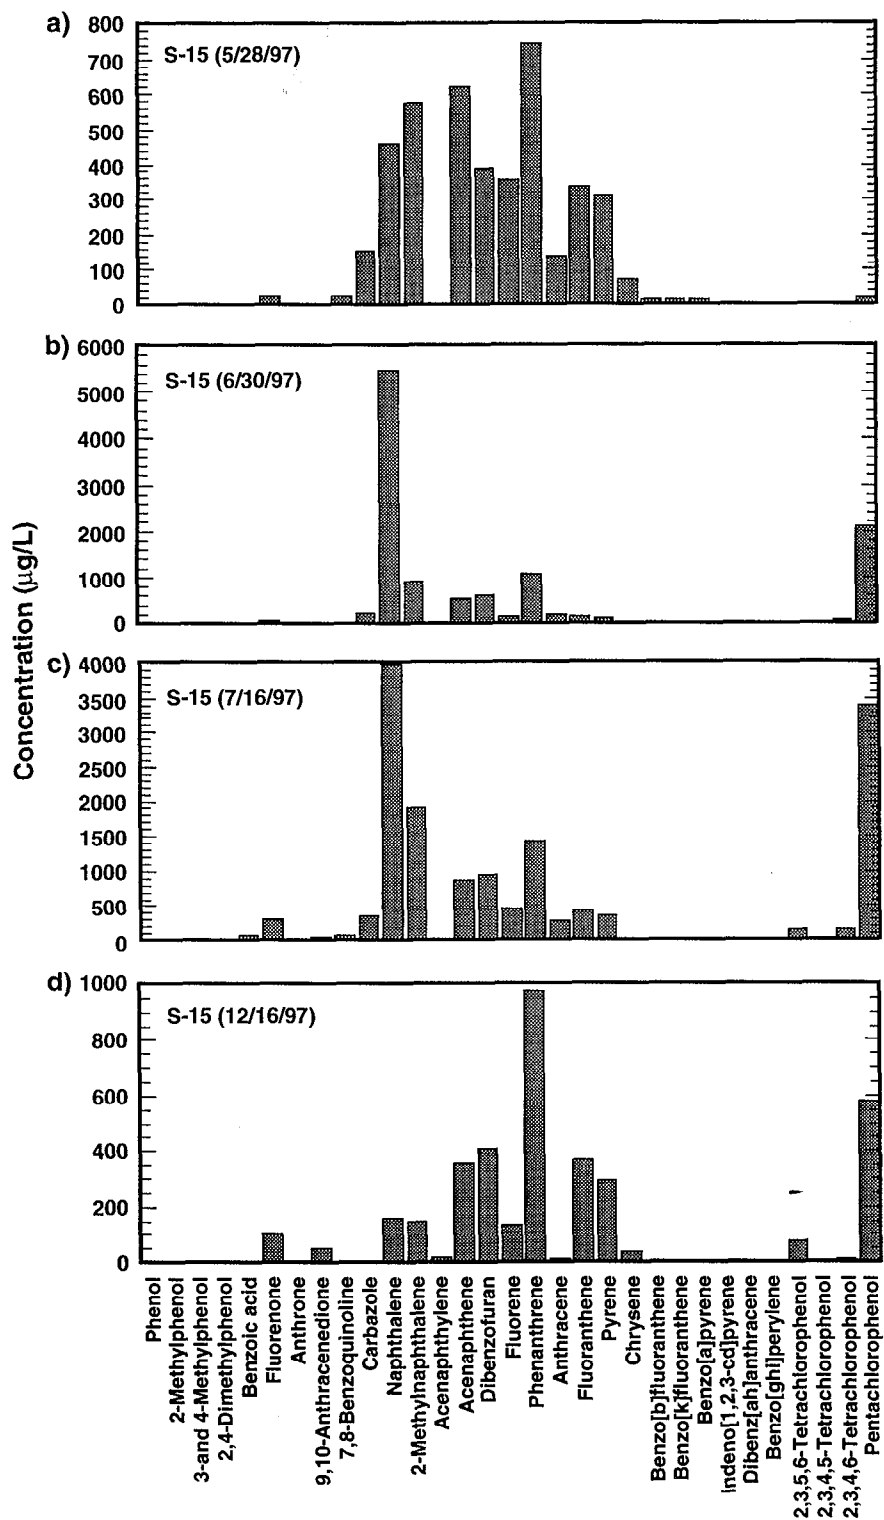 Concentration (µg/L)
a)
S-15 (5/28/97)
800
700
600
500
400
300
200
100
0
b)
S-15 (6/30/97)
6000
5000
4000
3000
2000
1000
0
c)
S-15 (7/16/97)
4000
3500
3000
2500
2000
1500
1000
500
0
d)
S-15 (12/16/97)
1000
800
600
400
200
0
Phenol
2-Methylphenol
3-and 4-Methylphenol
2,4-Dimethylphenol
Benzoic acid
Fluorenone
Anthrone
9,10-Anthracenedione
7,8-Benzoquinoline
Carbazole
Naphthalene
2-Methylnaphthalene
Acenaphthylene
Acenaphthene
Dibenzofuran
Fluorene
Phenanthrene
Anthracene
Fluoranthene
Pyrene
Chrysene
Benzo[b]fluoranthene
Benzo[k]fluoranthene
Benzo[a]pyrene
Indeno[1,2,3-cd]pyrene
Dibenz[ah]anthracene
Benzo[ghi]perylene
2,3,5,6-Tetrachlorophenol
2,3,4,5-Tetrachlorophenol
2,3,4,6-Tetrachlorophenol
Pentachlorophenol